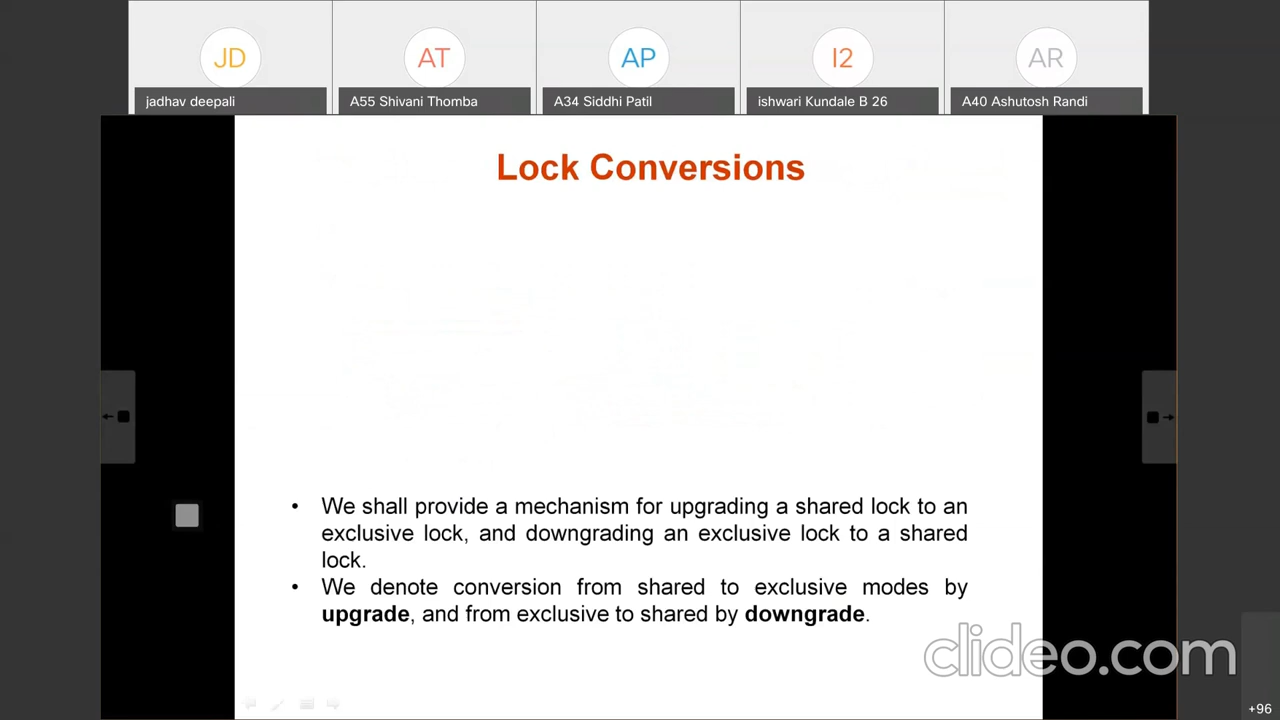 JD
AT
AP
I2
AR
jadhav deepali
A55 Shivani Thomba
A34 Siddhi Patil
ishwari Kundale B 26
A40 Ashutosh Randi
Lock Conversions
• We shall provide a mechanism for upgrading a shared lock to an
exclusive lock, and downgrading an exclusive lock to a shared
lock.
• We denote conversion from shared to exclusive modes by
upgrade, and from exclusive to shared by downgrade.
clideo.com
+96